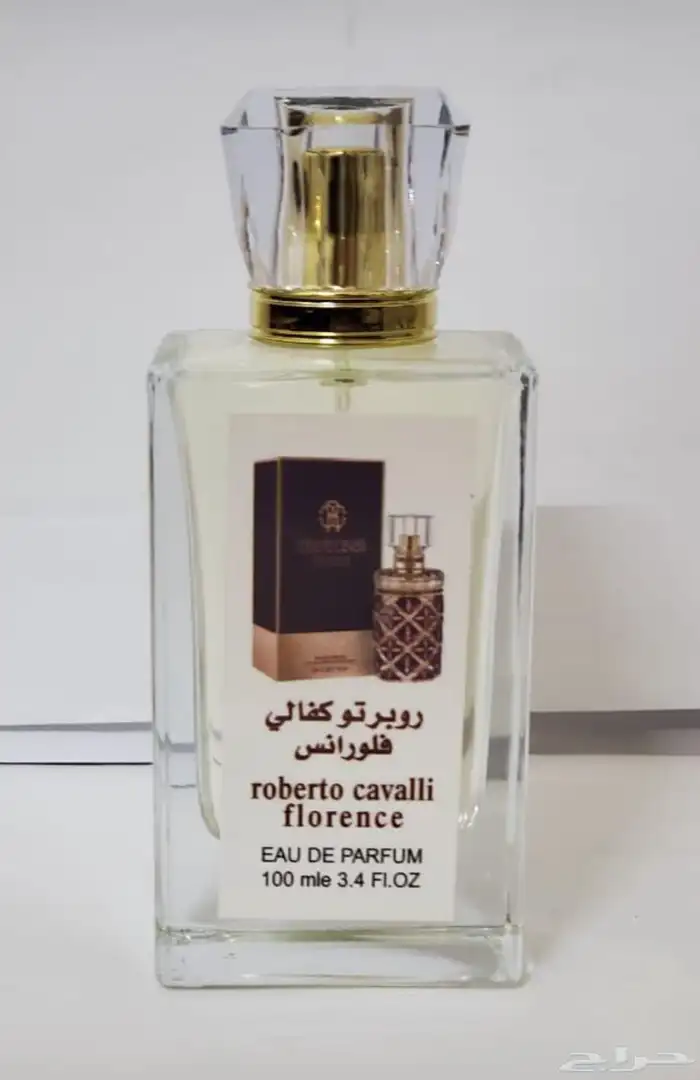 روبرتو كفالي
فلورانس
roberto cavalli
florence
EAU DE PARFUM
100 mle 3.4 Fl.OZ
حراج